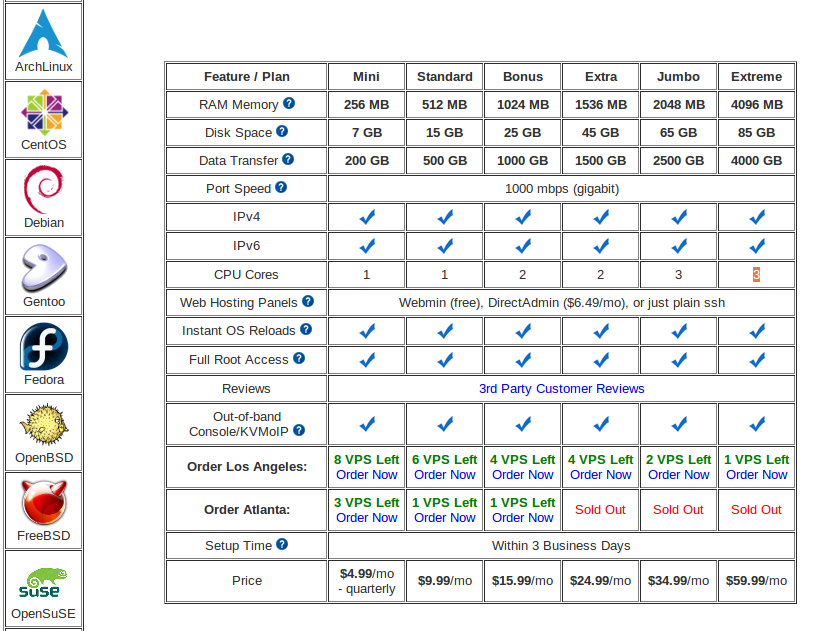 ArchLinux
CentOS
Debian
Gentoo
Fedora
OpenBSD
FreeBSD
SUSE
OpenSuSE
Feature / Plan Mini Standard Bonus Extra Jumbo Extreme
RAM Memory ? 256 MB 512 MB 1024 MB 1536 MB 2048 MB 4096 MB
Disk Space ? 7 GB 15 GB 25 GB 45 GB 65 GB 85 GB
Data Transfer ? 200 GB 500 GB 1000 GB 1500 GB 2500 GB 4000 GB
Port Speed ? 1000 mbps (gigabit)
IPv4
IPv6
CPU Cores 1 1 2 2 3 3
Web Hosting Panels ? Webmin (free), DirectAdmin ($6.49/mo), or just plain ssh
Instant OS Reloads ?
Full Root Access ?
Reviews 3rd Party Customer Reviews
Out-of-band
Console/KVMoIP ?
Order Los Angeles: 8 VPS Left 6 VPS Left 4 VPS Left 4 VPS Left 2 VPS Left 1 VPS Left
Order Now Order Now Order Now Order Now Order Now Order Now
Order Atlanta: 3 VPS Left 1 VPS Left 1 VPS Left Sold Out Sold Out Sold Out
Order Now Order Now Order Now
Setup Time ? Within 3 Business Days
Price $4.99/mo $9.99/mo $15.99/mo $24.99/mo $34.99/mo $59.99/mo
- quarterly